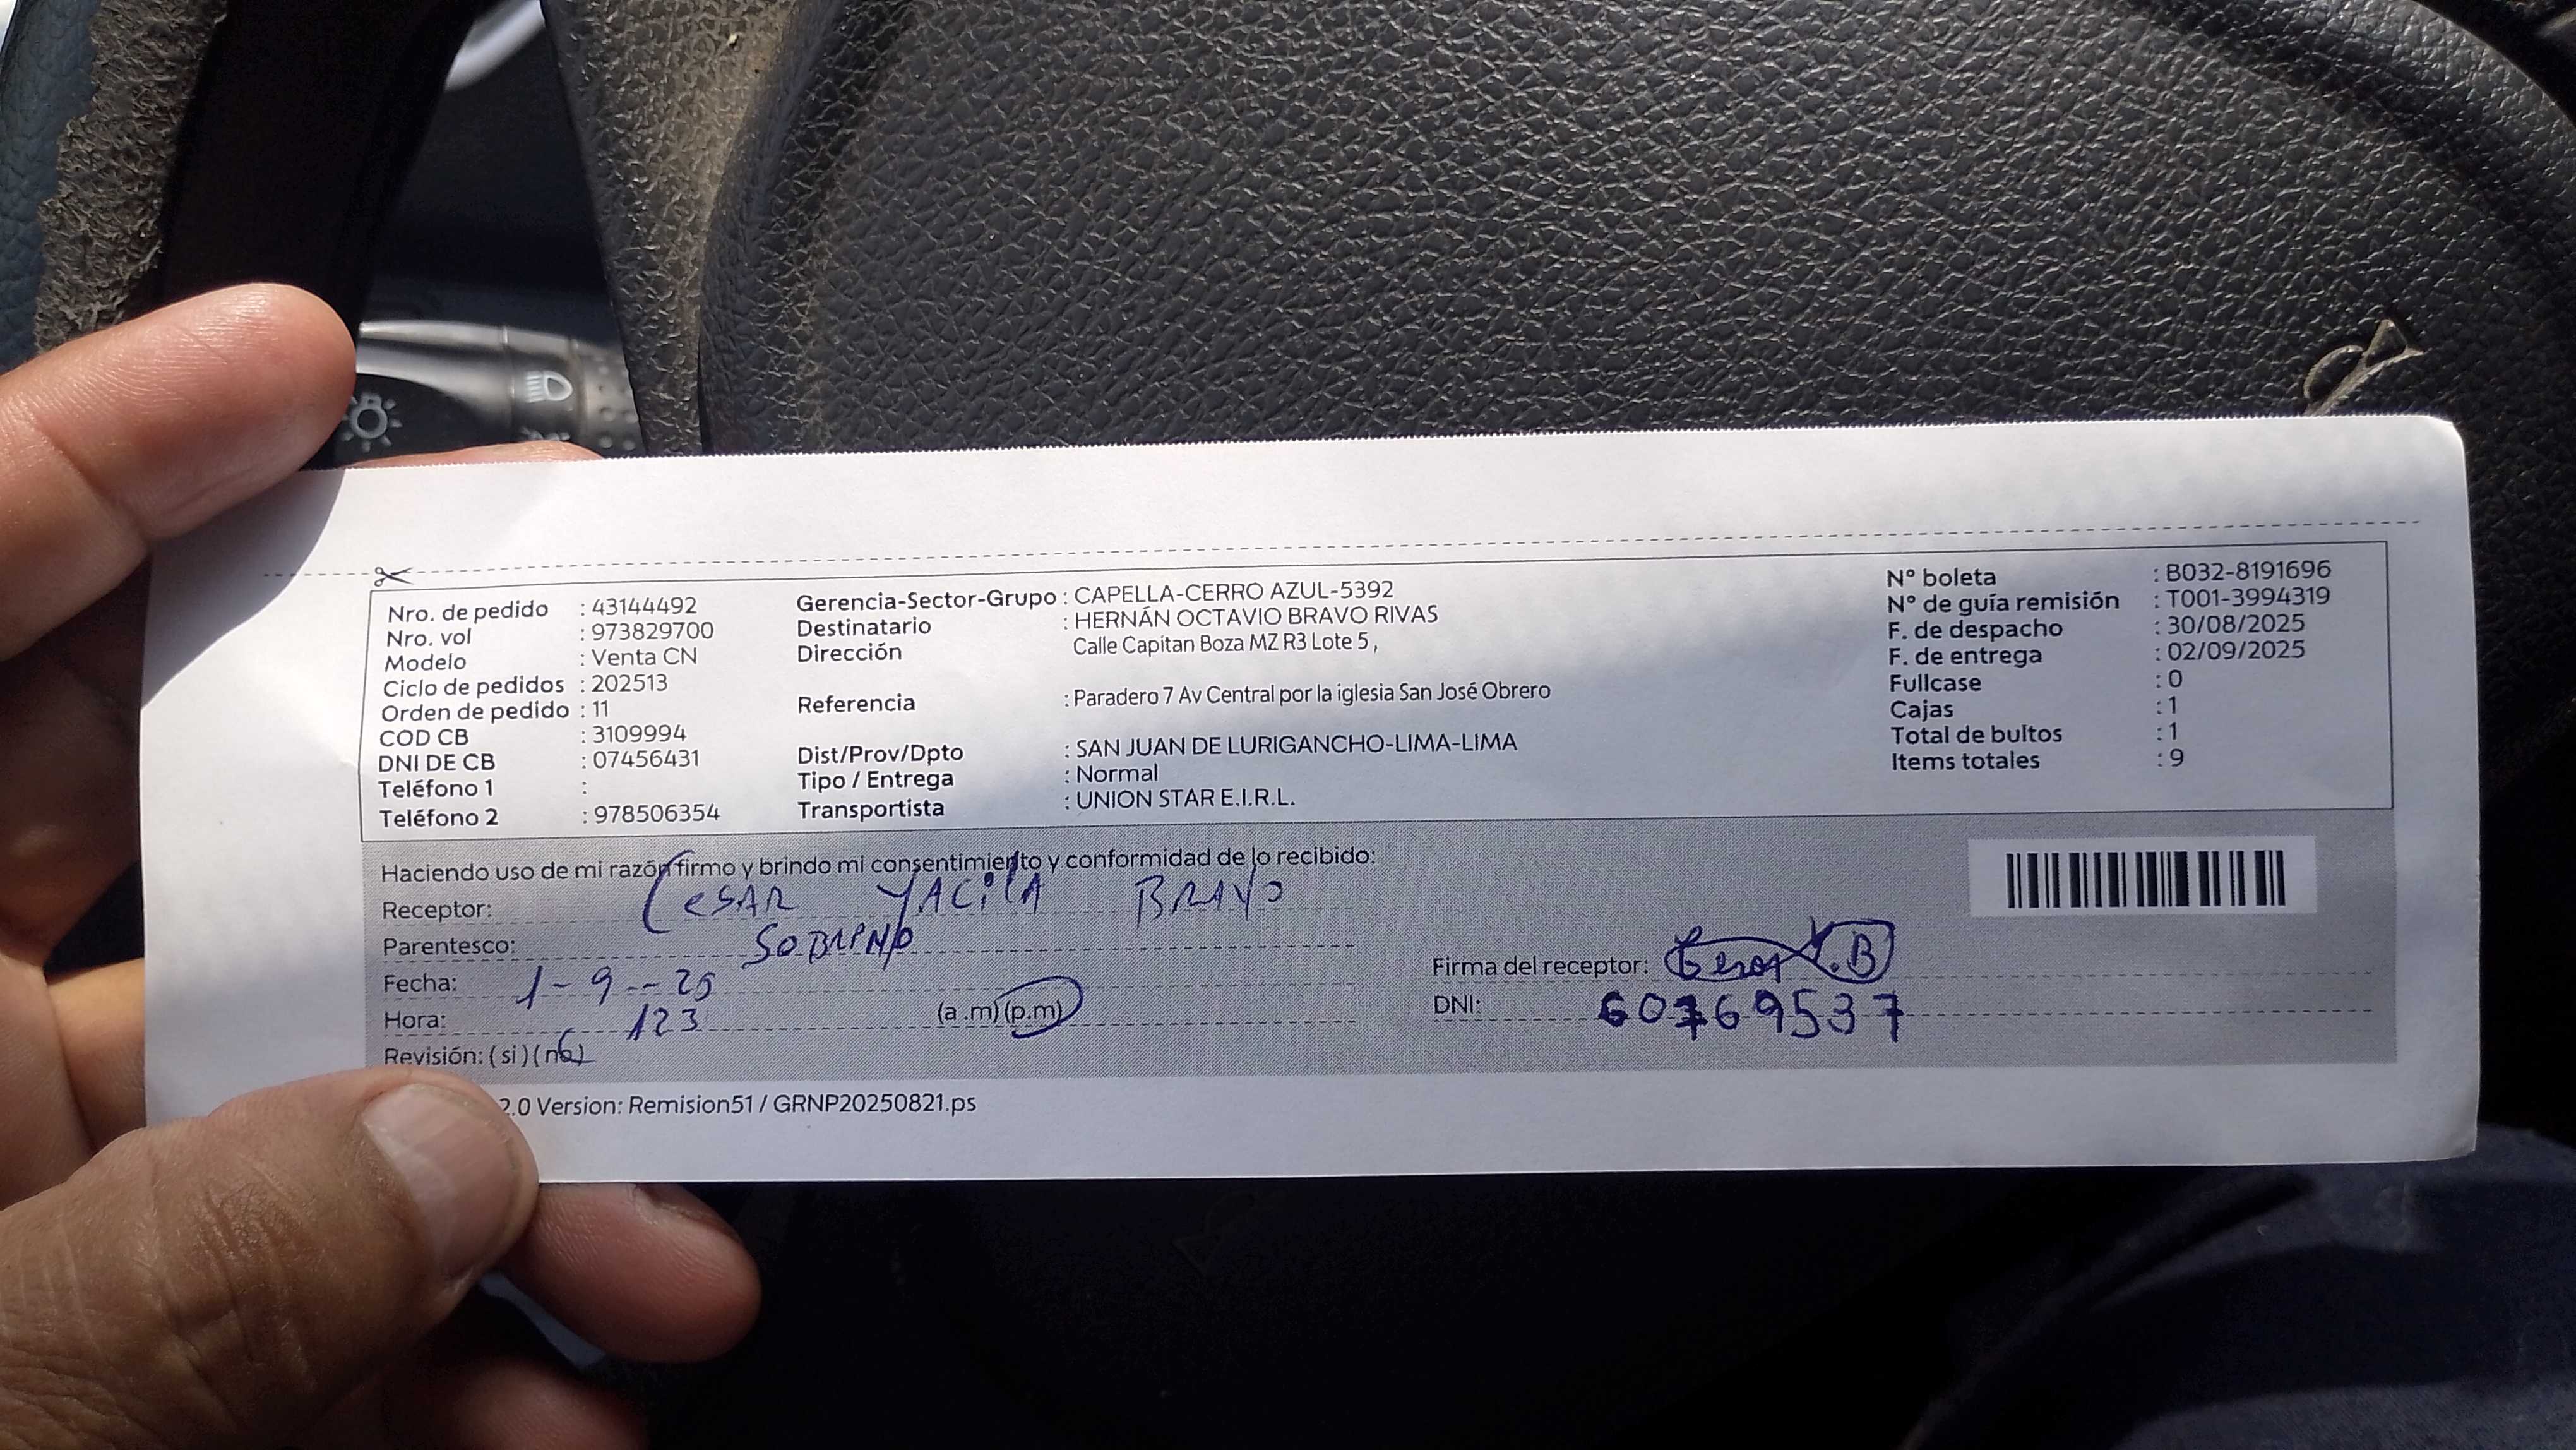 Nro. de pedido : 43144492
Nro. vol : 973829700
Modelo : Venta CN
Ciclo de pedidos : 202513
Orden de pedido : 11
COD CB : 3109994
DNI DE CB : 07456431
Teléfono 1 :
Teléfono 2 : 978506354
Gerencia-Sector-Grupo : CAPELLA-CERRO AZUL-5392
Destinatario : HERNÁN OCTAVIO BRAVO RIVAS
Dirección Calle Capitan Boza MZ R3 Lote 5 ,
Referencia : Paradero 7 Av Central por la iglesia San José Obrero
Dist/Prov/Dpto : SAN JUAN DE LURIGANCHO-LIMA-LIMA
Tipo / Entrega : Normal
Transportista : UNION STAR E.I.R.L.
N° boleta : B032-8191696
N° de guía remisión : T001-3994319
F. de despacho : 30/08/2025
F. de entrega : 02/09/2025
Fullcase : 0
Cajas : 1
Total de bultos : 1
Items totales : 9
Haciendo uso de mi razón firmo y brindo mi consentimiento y conformidad de lo recibido:
Receptor: CESAR YACILA BRAVO
Parentesco: SOBRINO
Fecha: 1-9--25
Hora: 123 (a .m) (p.m)
Revisión: ( si ) ( no )
Firma del receptor: Cesar Y.B
DNI: 60769537
2.0 Version: Remision51 / GRNP20250821.ps